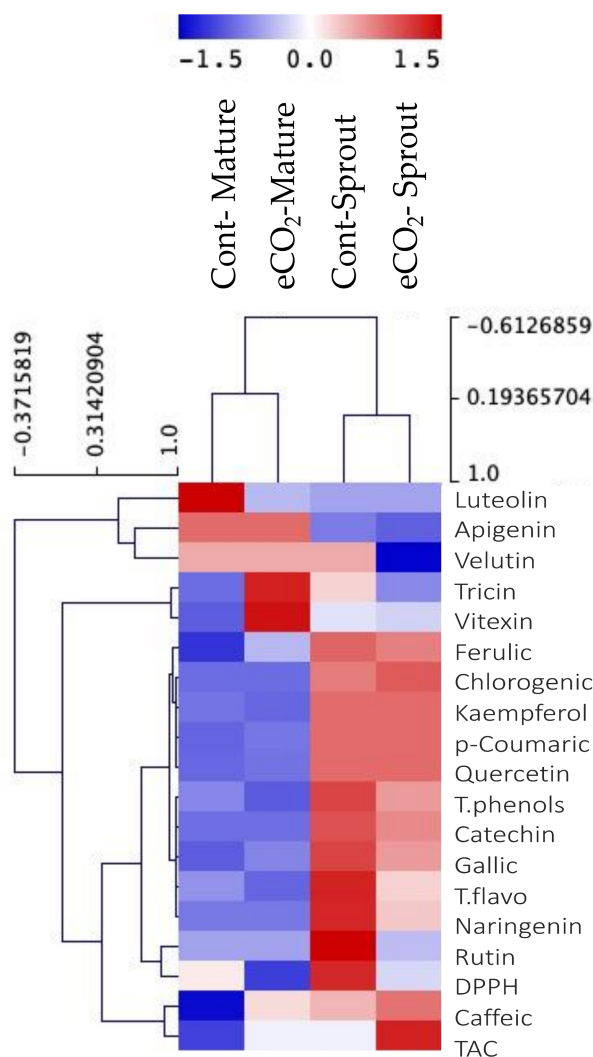 -1.5 0.0 1.5
Cont- Mature
eCO₂-Mature
Cont-Sprout
eCO₂- Sprout
-0.6126859
0.19365704
1.0
-0.3715819
0.31420904
1.0
Luteolin
Apigenin
Velutin
Tricin
Vitexin
Ferulic
Chlorogenic
Kaempferol
p-Coumaric
Quercetin
T.phenols
Catechin
Gallic
T.flavo
Naringenin
Rutin
DPPH
Caffeic
TAC